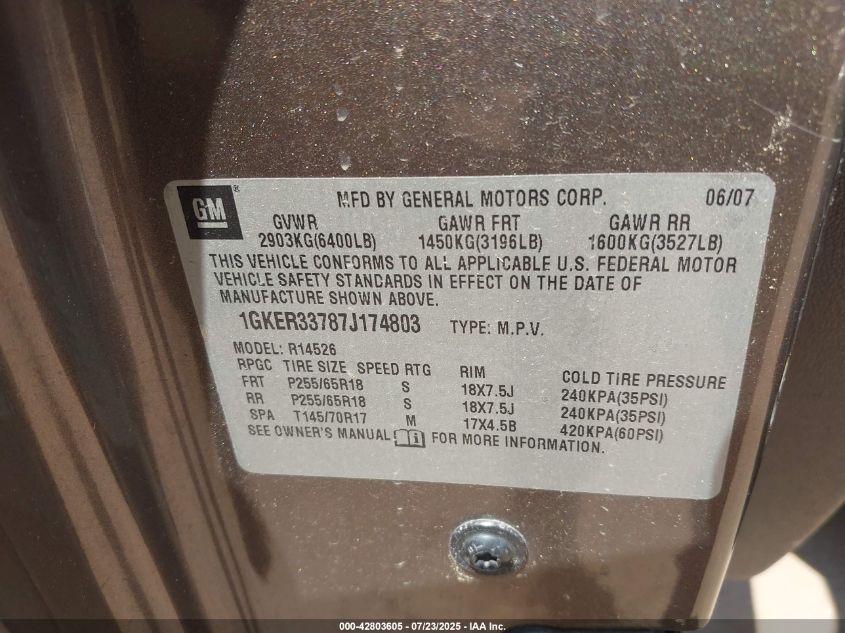 GM® MFD BY GENERAL MOTORS CORP. 06/07
GVWR GAWR FRT GAWR RR
2903KG(6400LB) 1450KG(3196LB) 1600KG(3527LB)
THIS VEHICLE CONFORMS TO ALL APPLICABLE U.S. FEDERAL MOTOR
VEHICLE SAFETY STANDARDS IN EFFECT ON THE DATE OF
MANUFACTURE SHOWN ABOVE.
1GKER33787J174803 TYPE: M.P.V.
MODEL: R14526
RPGC TIRE SIZE SPEED RTG RIM COLD TIRE PRESSURE
FRT P255/65R18 S 18X7.5J 240KPA(35PSI)
RR P255/65R18 S 18X7.5J 240KPA(35PSI)
SPA T145/70R17 M 17X4.5B 420KPA(60PSI)
SEE OWNER'S MANUAL FOR MORE INFORMATION.
000-42803605 - 07/23/2025 - IAA Inc.